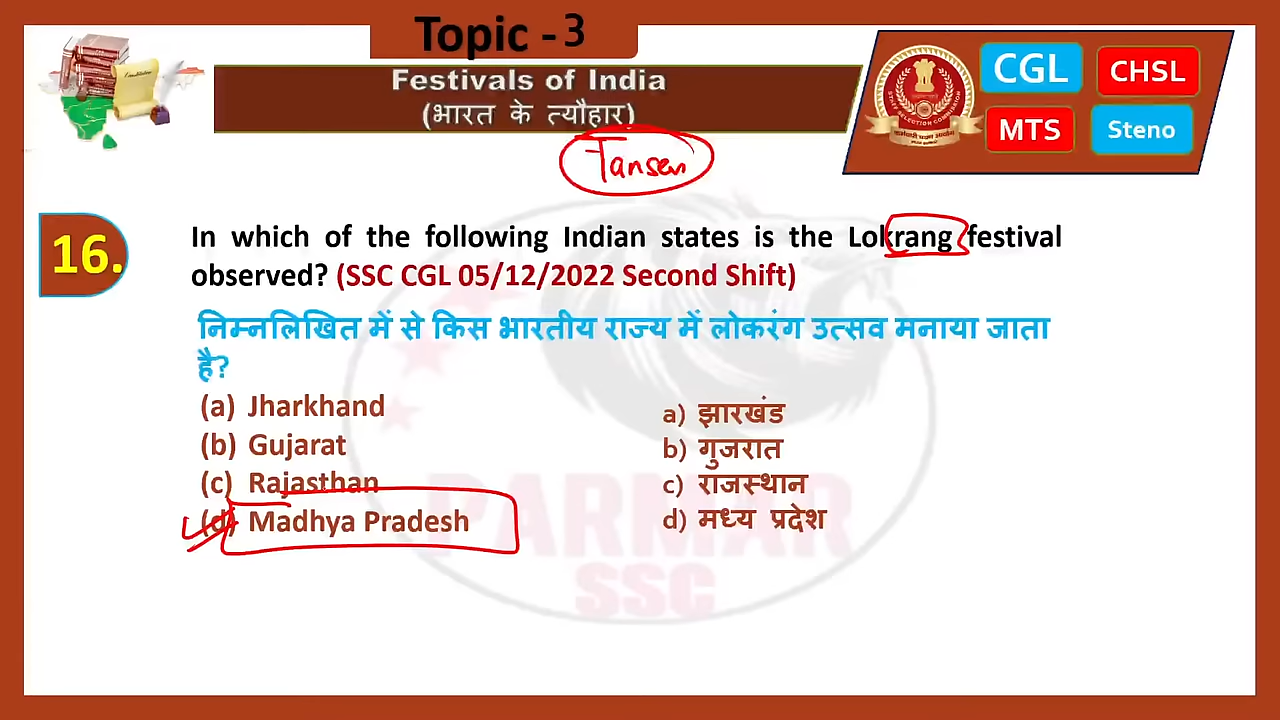 Topic -3
Festivals of India
(भारत के त्यौहार)
CGL
CHSL
MTS
Steno
Tansen
16.
In which of the following Indian states is the Lokrang festival
observed? (SSC CGL 05/12/2022 Second Shift)
निम्नलिखित में से किस भारतीय राज्य में लोकरंग उत्सव मनाया जाता
है?
(a) Jharkhand
(b) Gujarat
(c) Rajasthan
(d) Madhya Pradesh
a) झारखंड
b) गुजरात
c) राजस्थान
d) मध्य प्रदेश
PARMAR
SSC